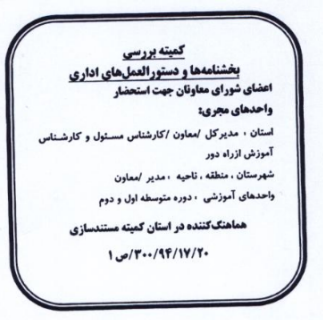 کمیته بررسی
بخشنامه‌ها و دستورالعمل‌های اداری
اعضای شورای معاونان جهت استحضار
واحدهای مجری:
استان ، مدیرکل /معاون /کارشناس مسئول و کارشناس
آموزش ازراه دور
شهرستان ، منطقه ، ناحیه ، مدیر /معاون
واحدهای آموزشی ، دوره متوسطه اول و دوم
هماهنگ‌کننده در استان کمیته مستندسازی
۳۰۰/۹۴/۱۷/۲۰/ص ۱